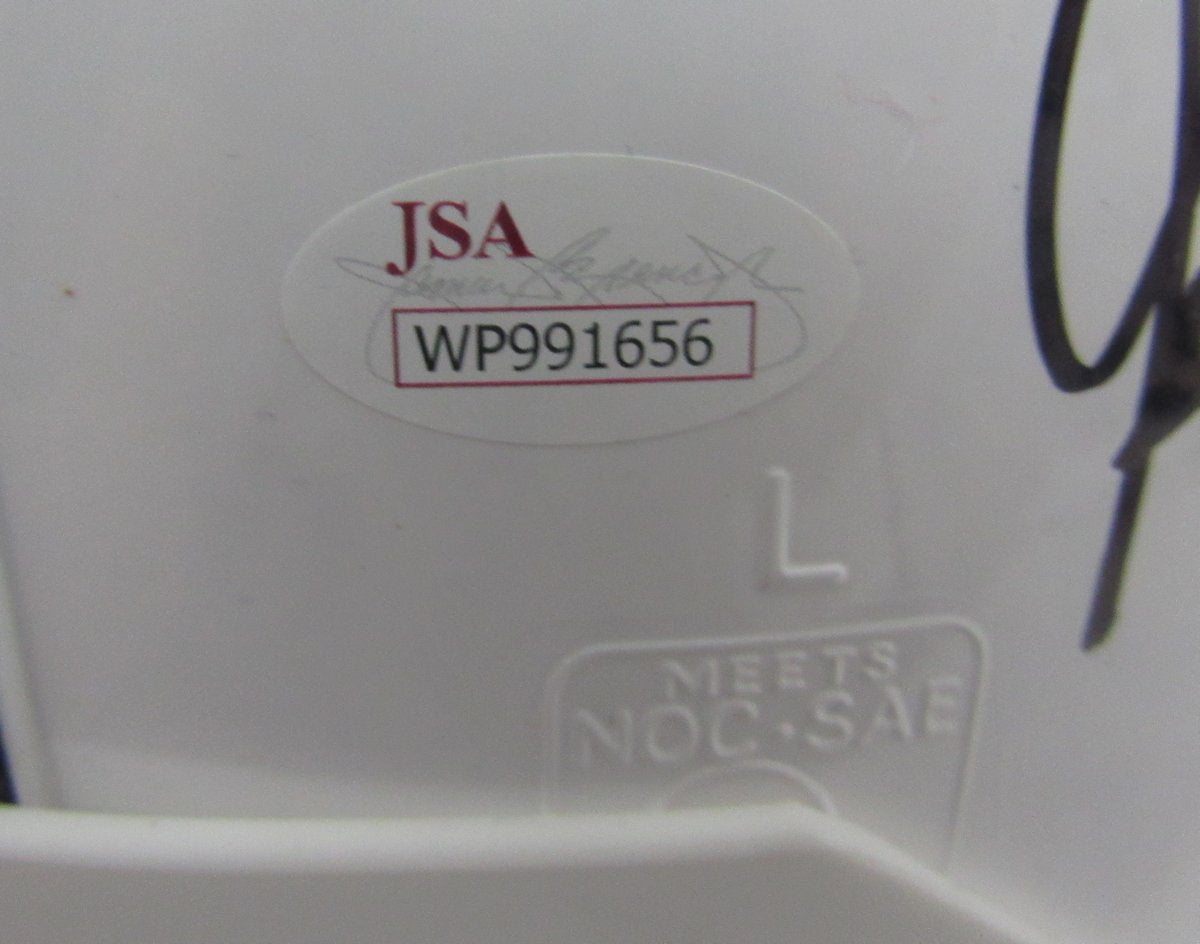 JSA
WP991656
L
MEETS
NOC·SAE